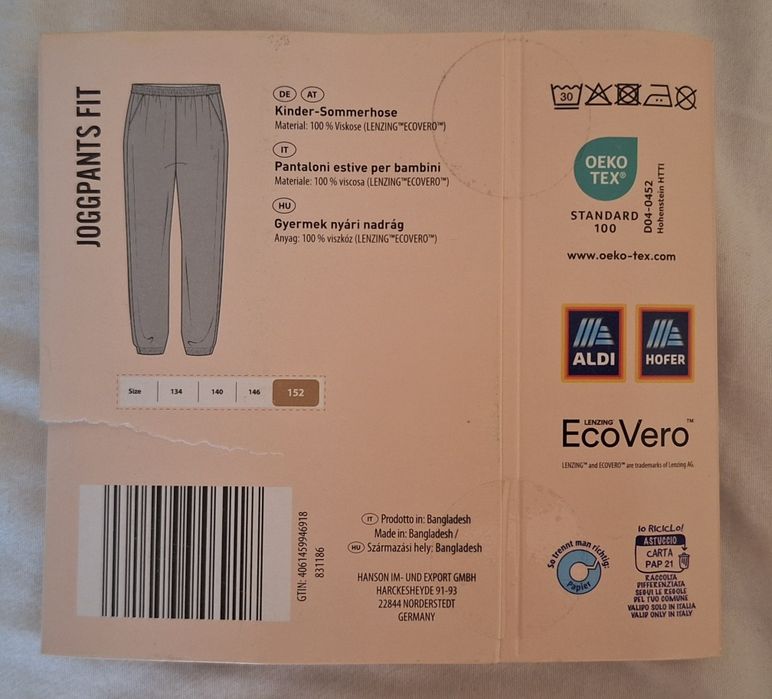 JOGGPANTS FIT
DE AT
Kinder-Sommerhose
Material: 100 % Viskose (LENZING™ECOVERO™)
IT
Pantaloni estive per bambini
Materiale: 100 % viscosa (LENZING™ECOVERO™)
HU
Gyermek nyári nadrág
Anyag: 100 % viszkóz (LENZING™ECOVERO™)
Size 134 140 146 152
GTIN: 4061459946918
831186
IT Prodotto in: Bangladesh
Made in: Bangladesh /
HU Származási hely: Bangladesh
HANSON IM- UND EXPORT GMBH
HARCKESHEYDE 91-93
22844 NORDERSTEDT
GERMANY
30
OEKO
TEX®
STANDARD
100
D04-0452
Hohenstein HTTI
www.oeko-tex.com
ALDI
HOFER
LENZING
EcoVero™
LENZING™ and ECOVERO™ are trademarks of Lenzing AG.
So trennt man richtig:
Papier
IO RICICLO!
ASTUCCIO
CARTA
PAP 21
RACCOLTA
DIFFERENZIATA
SEGUI LE REGOLE
DEL TUO COMUNE
VALIDO SOLO IN ITALIA
VALID ONLY IN ITALY